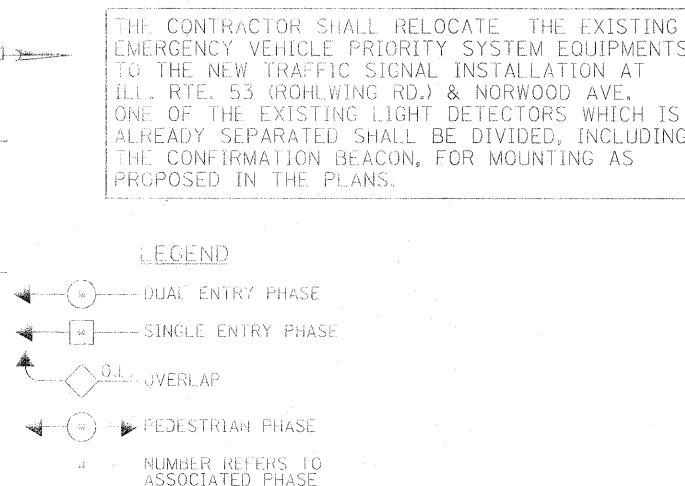 THE CONTRACTOR SHALL RELOCATE THE EXISTING
EMERGENCY VEHICLE PRIORITY SYSTEM EQUIPMENTS
TO THE NEW TRAFFIC SIGNAL INSTALLATION AT
ILL. RTE. 53 (ROHLWING RD.) & NORWOOD AVE.
ONE OF THE EXISTING LIGHT DETECTORS WHICH IS
ALREADY SEPARATED SHALL BE DIVIDED, INCLUDING
THE CONFIRMATION BEACON, FOR MOUNTING AS
PROPOSED IN THE PLANS.
LEGEND
* DUAL ENTRY PHASE
* SINGLE ENTRY PHASE
O.L. OVERLAP
* PEDESTRIAN PHASE
* NUMBER REFERS TO
ASSOCIATED PHASE